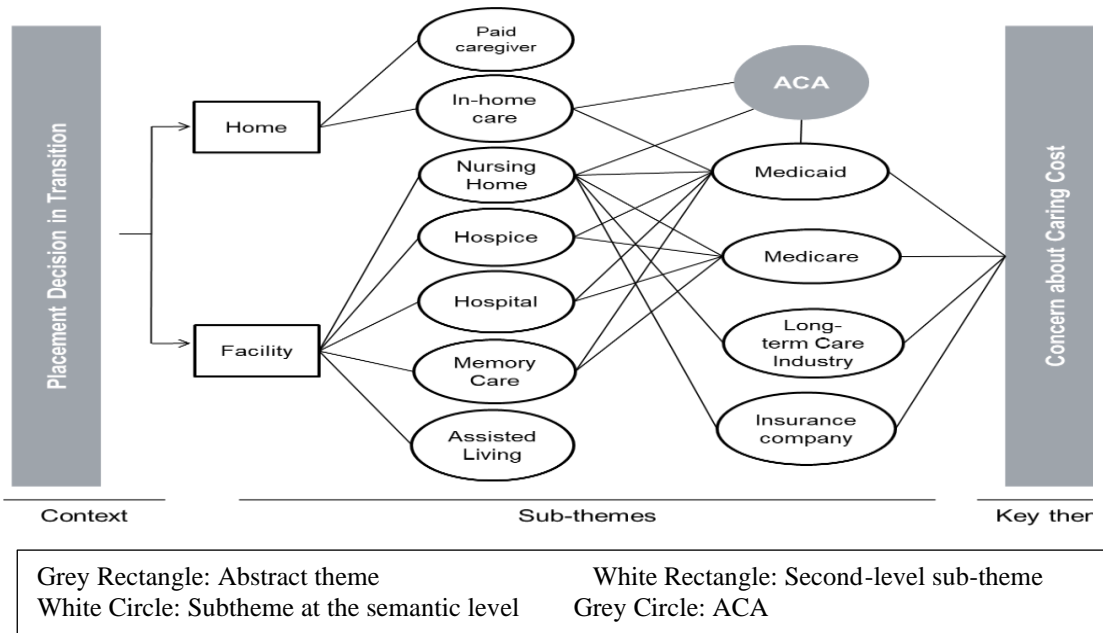 Placement Decision in Transition
Home
Facility
Paid
caregiver
In-home
care
Nursing
Home
Hospice
Hospital
Memory
Care
Assisted
Living
ACA
Medicaid
Medicare
Long-
term Care
Industry
Insurance
company
Concern about Caring Cost
Context
Sub-themes
Key ther
Grey Rectangle: Abstract theme
White Rectangle: Second-level sub-theme
White Circle: Subtheme at the semantic level
Grey Circle: ACA